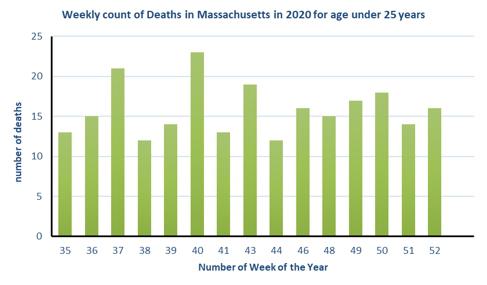 Weekly count of Deaths in Massachusetts in 2020 for age under 25 years
25
20
15
10
5
0
number of deaths
35 36 37 38 39 40 41 43 44 46 48 49 50 51 52
Number of Week of the Year